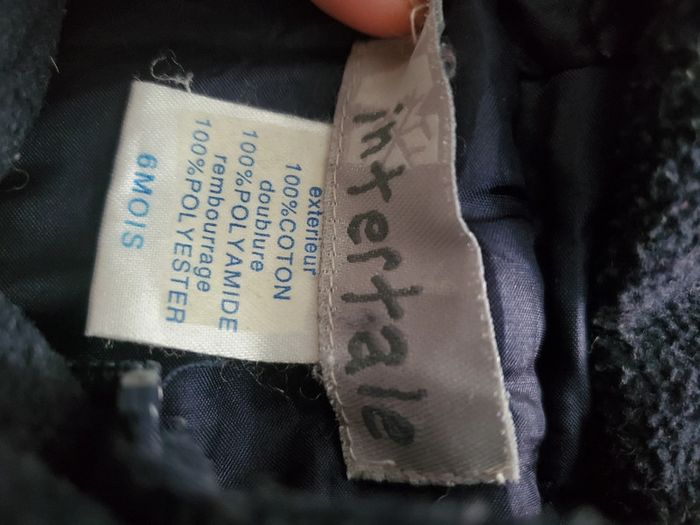 intertale
exterieur
100%COTON
doublure
100%POLYAMIDE
rembourrage
100%POLYESTER
6MOIS